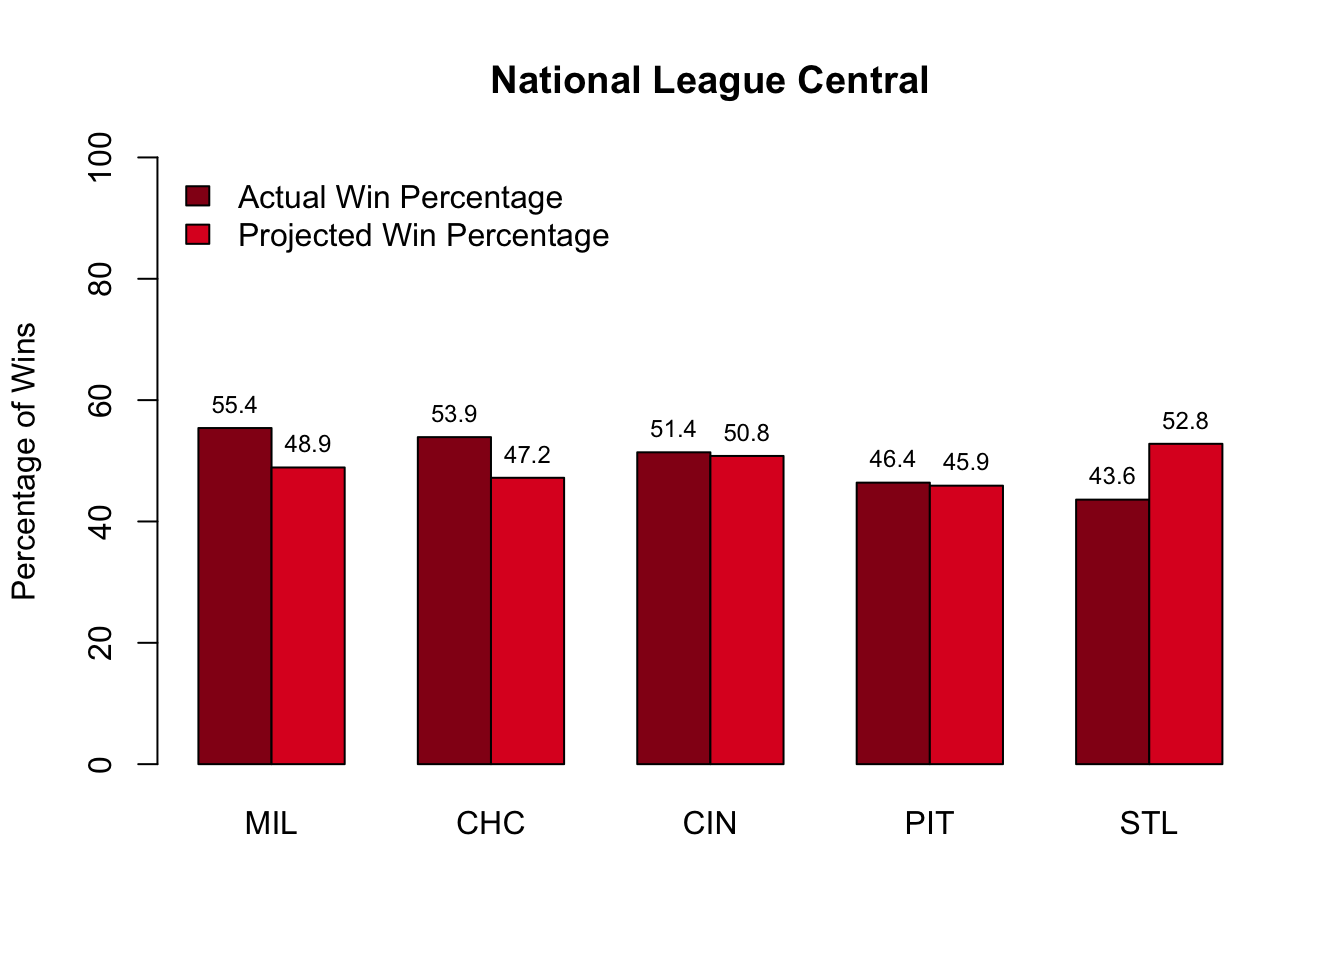 National League Central
Percentage of Wins
100
80
60
40
20
0
Actual Win Percentage
Projected Win Percentage
55.4
48.9
53.9
47.2
51.4
50.8
46.4
45.9
43.6
52.8
MIL
CHC
CIN
PIT
STL